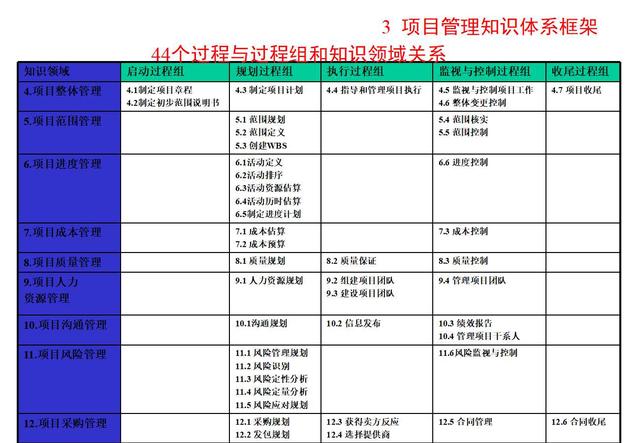 3 项目管理知识体系框架
44个过程与过程组和知识领域关系
知识领域 启动过程组 规划过程组 执行过程组 监视与控制过程组 收尾过程组
4.项目整体管理 4.1制定项目章程 4.3 制定项目计划 4.4 指导和管理项目执行 4.5 监视与控制项目工作 4.7 项目收尾
4.2制定初步范围说明书 4.6 整体变更控制
5.项目范围管理 5.1 范围规划 5.4 范围核实
5.2 范围定义 5.5 范围控制
5.3 创建WBS
6.项目进度管理 6.1活动定义 6.6 进度控制
6.2活动排序
6.3活动资源估算
6.4活动历时估算
6.5制定进度计划
7.项目成本管理 7.1 成本估算 7.3 成本控制
7.2 成本预算
8.项目质量管理 8.1 质量规划 8.2 质量保证 8.3 质量控制
9.项目人力 9.1 人力资源规划 9.2 组建项目团队 9.4 管理项目团队
资源管理 9.3 建设项目团队
10.项目沟通管理 10.1沟通规划 10.2 信息发布 10.3 绩效报告
10.4 管理项目干系人
11.项目风险管理 11.1 风险管理规划 11.6风险监视与控制
11.2 风险识别
11.3 风险定性分析
11.4 风险定量分析
11.5 风险应对规划
12.项目采购管理 12.1 采购规划 12.3 获得卖方反应 12.5 合同管理 12.6 合同收尾
12.2 发包规划 12.4 选择提供商